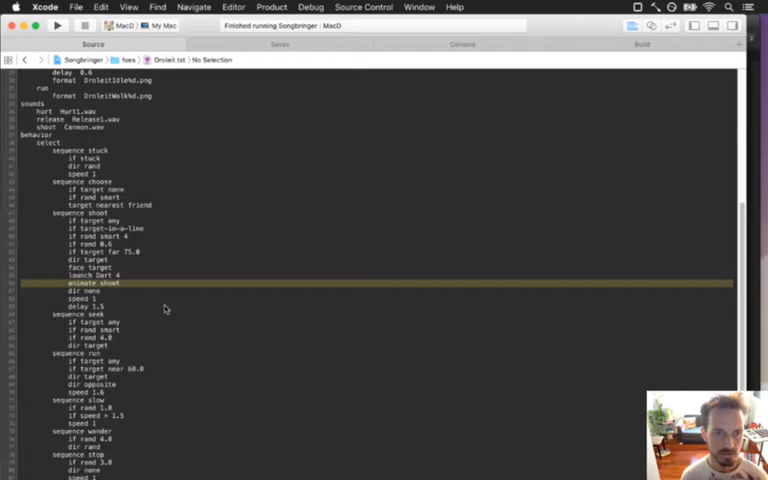 Xcode File Edit View Find Navigate Editor Product Debug Source Control Window Help
MacD My Mac
Finished running Songbringer : MacD
Source
Saves
Console
Build
Songbringer foes Droleit.txt No Selection
delay 0.6
format DroleitIdle%d.png
run
format DroleitWalk%d.png
sounds
hurt Hurt1.wav
release Release1.wav
shoot Cannon.wav
behavior
select
sequence stuck
if stuck
dir rand
speed 1
sequence choose
if target none
if rand smart
target nearest friend
sequence shoot
if target any
if target-in-a-line
if rand smart 4
if rand 0.6
if target far 75.0
dir target
face target
launch Dart 4
animate shoot
dir none
speed 1
delay 1.5
sequence seek
if target any
if rand smart
if rand 4.0
dir target
sequence run
if target any
if target near 60.0
dir target
dir opposite
speed 1.6
sequence slow
if rand 1.0
if speed > 1.5
speed 1
sequence wander
if rand 4.0
dir rand
sequence stop
if rand 3.0
dir none
speed 1